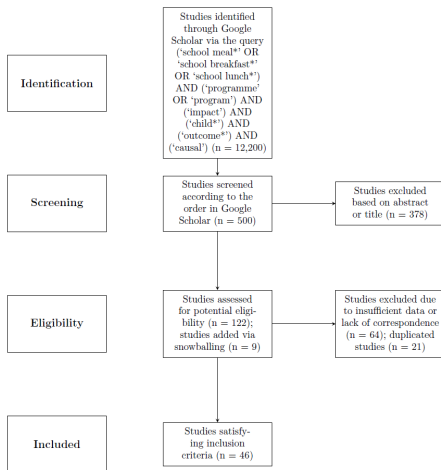 Studies identified
through Google
Scholar via the query
(‘school meal*’ OR
‘school breakfast*’
OR ‘school lunch*’)
AND (‘programme’
OR ‘program’) AND
(‘impact’) AND
(‘child*’) AND
(‘outcome*’) AND
(‘causal’) (n = 12,200)
Identification
Screening
Studies screened
according to the
order in Google
Scholar (n = 500)
Studies excluded
based on abstract
or title (n = 378)
Eligibility
Studies assessed
for potential eligi-
bility (n = 122);
studies added via
snowballing (n = 9)
Studies excluded due
to insufficient data or
lack of correspondence
(n = 64); duplicated
studies (n = 21)
Included
Studies satisfy-
ing inclusion
criteria (n = 46)